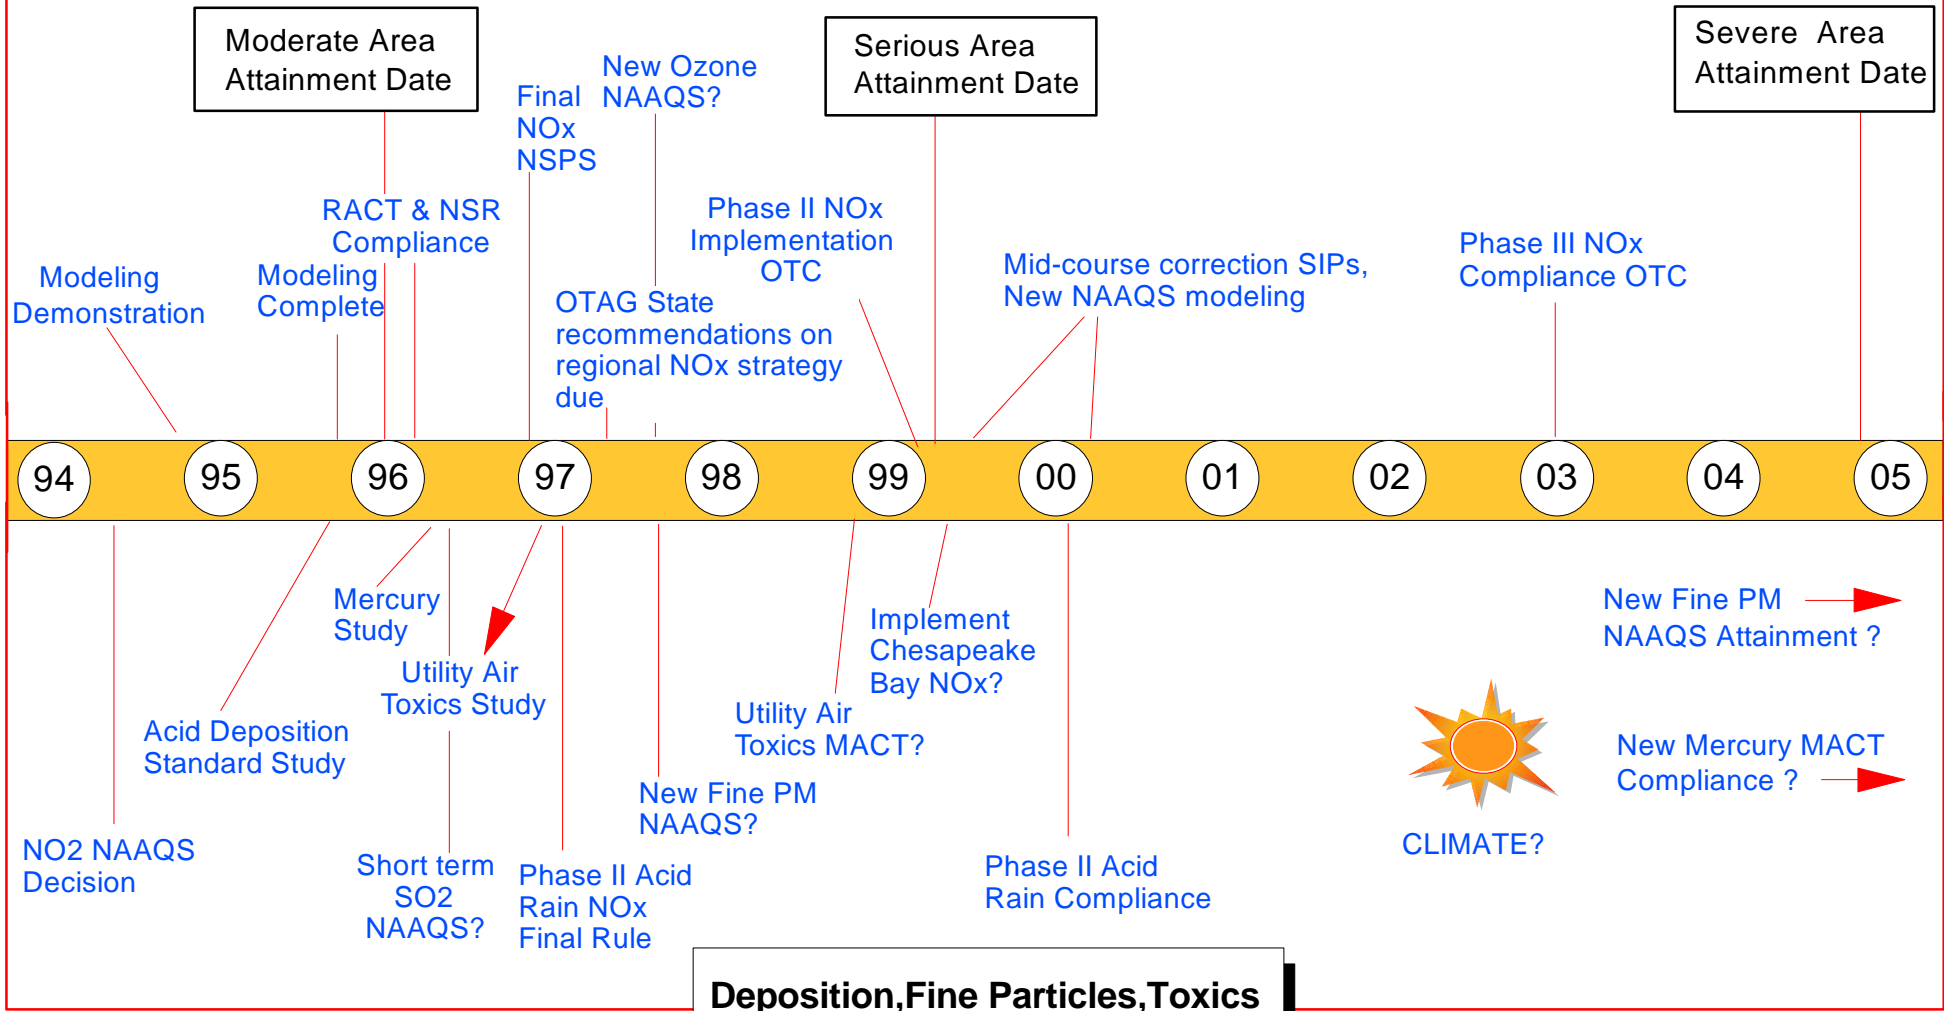 Moderate Area
Attainment Date
Serious Area
Attainment Date
Severe Area
Attainment Date
New Ozone
NAAQS?
Final
NOx
NSPS
RACT & NSR
Compliance
Modeling
Demonstration
Modeling
Complete
OTAG State
recommendations on
regional NOx strategy
due
Phase II NOx
Implementation
OTC
Mid-course correction SIPs,
New NAAQS modeling
Phase III NOx
Compliance OTC
94 95 96 97 98 99 00 01 02 03 04 05
NO2 NAAQS
Decision
Acid Deposition
Standard Study
Mercury
Study
Utility Air
Toxics Study
Short term
SO2
NAAQS?
Phase II Acid
Rain NOx
Final Rule
New Fine PM
NAAQS?
Utility Air
Toxics MACT?
Implement
Chesapeake
Bay NOx?
Phase II Acid
Rain Compliance
CLIMATE?
New Fine PM
NAAQS Attainment ?
New Mercury MACT
Compliance ?
Deposition,Fine Particles,Toxics